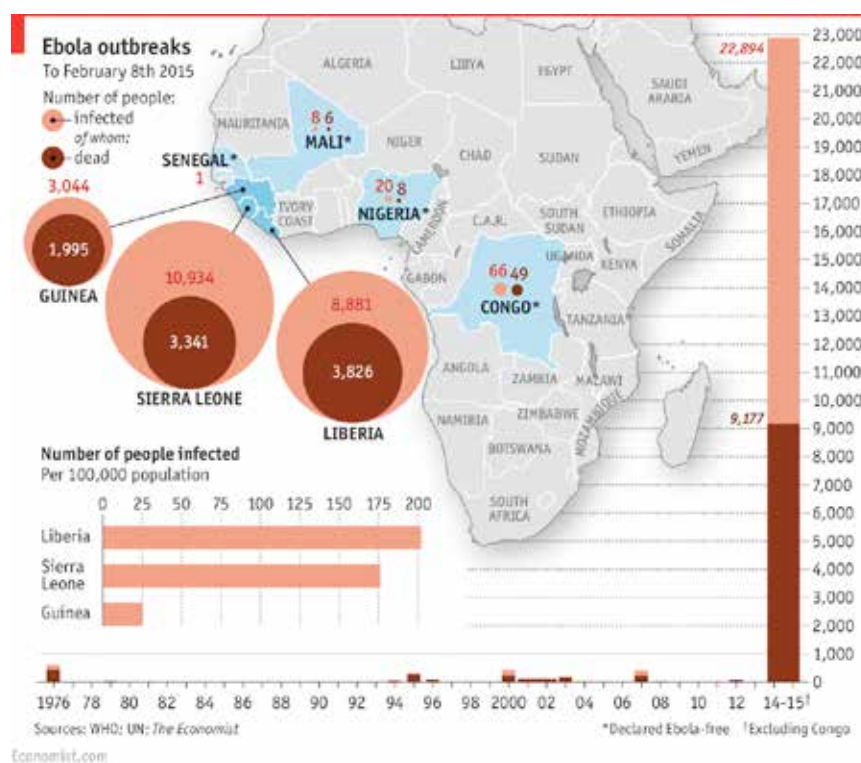 Ebola outbreaks
To February 8th 2015
Number of people:
infected
of whom:
dead
3,044
1,995
GUINEA
10,934
3,341
SIERRA LEONE
8,881
3,826
LIBERIA
SENEGAL*
1
8 6
MALI*
20 8
NIGERIA*
66 49
CONGO*
ALGERIA
LIBYA
EGYPT
SAUDI
ARABIA
YEMEN
MAURITANIA
NIGER
CHAD
SUDAN
IVORY
COAST
CAMEROON
C.A.R.
SOUTH
SUDAN
ETHIOPIA
SOMALIA
GABON
UGANDA
KENYA
TANZANIA
ANGOLA
ZAMBIA
MALAWI
MOZAMBIQUE
NAMIBIA
ZIMBABWE
BOTSWANA
SOUTH
AFRICA
22,894
9,177
23,000
22,000
21,000
20,000
19,000
18,000
17,000
16,000
15,000
14,000
13,000
12,000
11,000
10,000
9,000
8,000
7,000
6,000
5,000
4,000
3,000
2,000
1,000
0
Number of people infected
Per 100,000 population
0 25 50 75 100 125 150 175 200
Liberia
Sierra
Leone
Guinea
1976 78 80 82 84 86 88 90 92 94 96 98 2000 02 04 06 08 10 12 14-15†
Sources: WHO; UN; The Economist
*Declared Ebola-free †Excluding Congo
Economist.com